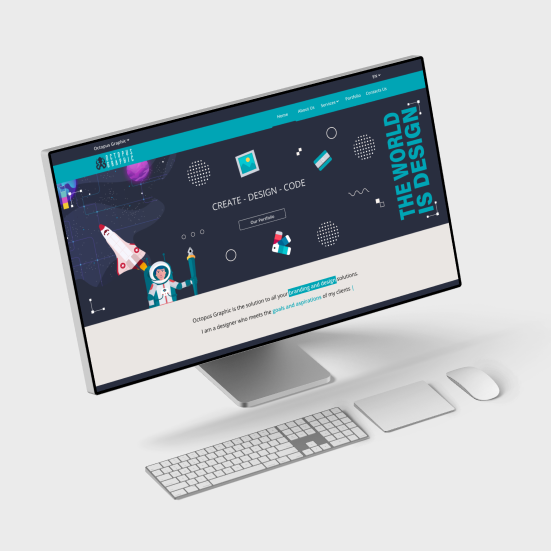 EN
Octopus Graphic
OCTOPUS
GRAPHIC
Home
About Us
Services
Portfolio
Contacts Us
CREATE - DESIGN - CODE
Our Portfolio
THE WORLD
IS DESIGN
Octopus Graphic is the solution to all your branding and design solutions.
I am a designer who meets the goals and aspirations of my clients |